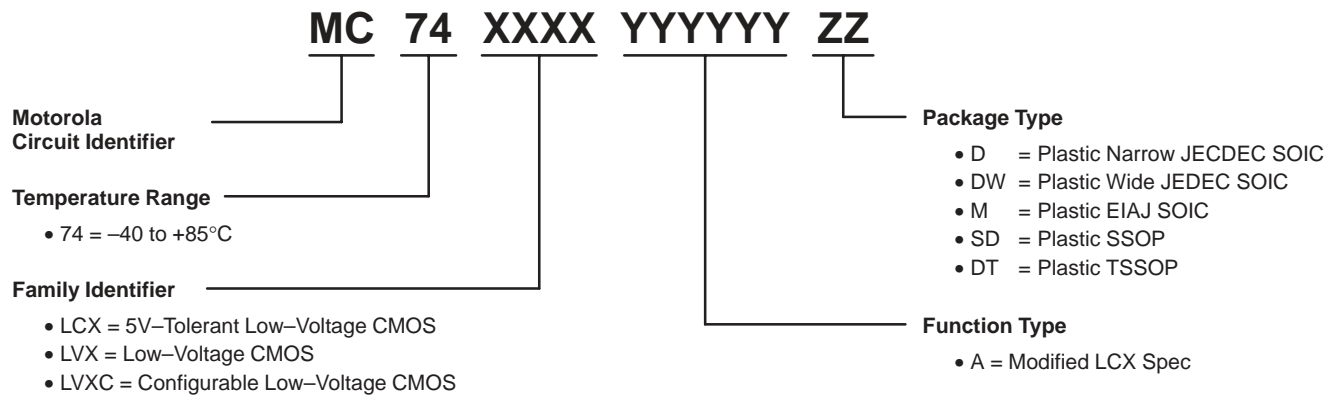 MC 74 XXXX YYYYYY ZZ
Motorola
Circuit Identifier
Temperature Range
• 74 = –40 to +85°C
Family Identifier
• LCX = 5V–Tolerant Low–Voltage CMOS
• LVX = Low–Voltage CMOS
• LVXC = Configurable Low–Voltage CMOS
Package Type
• D = Plastic Narrow JECDEC SOIC
• DW = Plastic Wide JEDEC SOIC
• M = Plastic EIAJ SOIC
• SD = Plastic SSOP
• DT = Plastic TSSOP
Function Type
• A = Modified LCX Spec